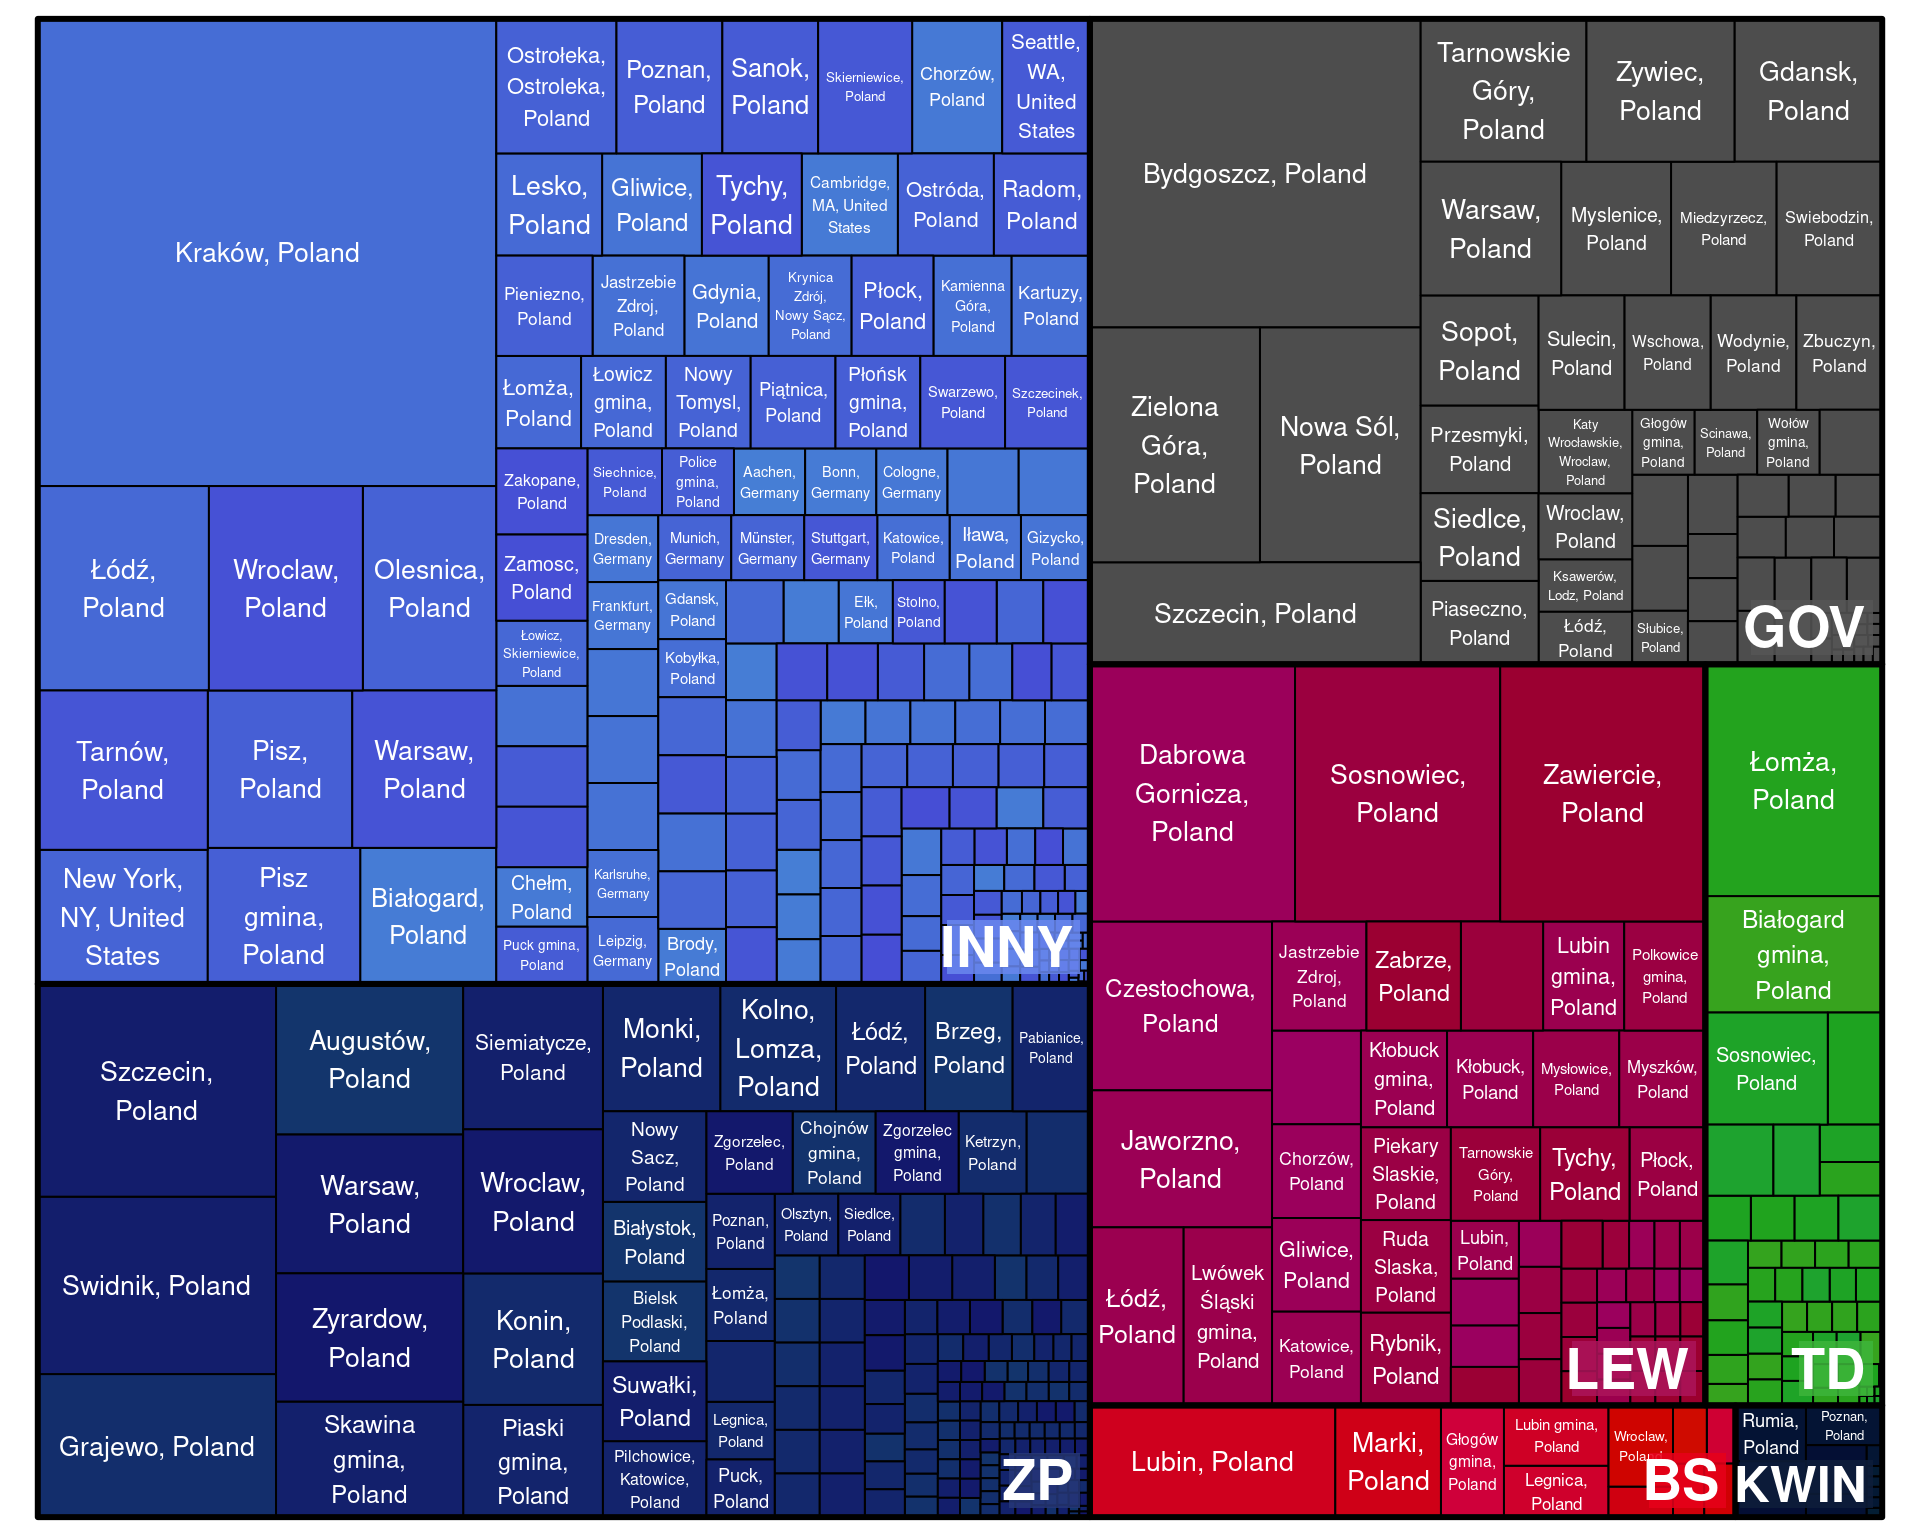 Kraków, Poland
Łódź,
Poland
Wroclaw,
Poland
Olesnica,
Poland
Tarnów,
Poland
Pisz,
Poland
Warsaw,
Poland
New York,
NY, United
States
Pisz
gmina,
Poland
Białogard,
Poland
Ostrołeka,
Ostroleka,
Poland
Poznan,
Poland
Sanok,
Poland
Skierniewice,
Poland
Chorzów,
Poland
Seattle,
WA,
United
States
Lesko,
Poland
Gliwice,
Poland
Tychy,
Poland
Cambridge,
MA, United
States
Ostróda,
Poland
Radom,
Poland
Pieniezno,
Poland
Jastrzebie
Zdroj,
Poland
Gdynia,
Poland
Krynica
Zdrój,
Nowy Sącz,
Poland
Płock,
Poland
Kamienna
Góra,
Poland
Kartuzy,
Poland
Łomża,
Poland
Łowicz
gmina,
Poland
Nowy
Tomysl,
Poland
Piątnica,
Poland
Płońsk
gmina,
Poland
Swarzewo,
Poland
Szczecinek,
Poland
Zakopane,
Poland
Siechnice,
Poland
Police
gmina,
Poland
Aachen,
Germany
Bonn,
Germany
Cologne,
Germany
Zamosc,
Poland
Dresden,
Germany
Munich,
Germany
Münster,
Germany
Stuttgart,
Germany
Katowice,
Poland
Iława,
Poland
Gizycko,
Poland
Łowicz,
Skierniewice,
Poland
Frankfurt,
Germany
Gdansk,
Poland
Ełk,
Poland
Stolno,
Poland
Kobyłka,
Poland
Chełm,
Poland
Karlsruhe,
Germany
Puck gmina,
Poland
Leipzig,
Germany
Brody,
Poland
INNY
Bydgoszcz, Poland
Zielona
Góra,
Poland
Nowa Sól,
Poland
Szczecin, Poland
Tarnowskie
Góry,
Poland
Zywiec,
Poland
Gdansk,
Poland
Warsaw,
Poland
Myslenice,
Poland
Miedzyrzecz,
Poland
Swiebodzin,
Poland
Sopot,
Poland
Sulecin,
Poland
Wschowa,
Poland
Wodynie,
Poland
Zbuczyn,
Poland
Przesmyki,
Poland
Katy
Wrocławskie,
Wroclaw,
Poland
Głogów
gmina,
Poland
Scinawa,
Poland
Wołów
gmina,
Poland
Siedlce,
Poland
Wroclaw,
Poland
Ksawerów,
Lodz, Poland
Piaseczno,
Poland
Łódź,
Poland
Słubice,
Poland
GOV
Szczecin,
Poland
Swidnik, Poland
Grajewo, Poland
Augustów,
Poland
Warsaw,
Poland
Zyrardow,
Poland
Skawina
gmina,
Poland
Siemiatycze,
Poland
Wroclaw,
Poland
Konin,
Poland
Piaski
gmina,
Poland
Monki,
Poland
Kolno,
Lomza,
Poland
Łódź,
Poland
Brzeg,
Poland
Pabianice,
Poland
Nowy
Sacz,
Poland
Zgorzelec,
Poland
Chojnów
gmina,
Poland
Zgorzelec
gmina,
Poland
Ketrzyn,
Poland
Białystok,
Poland
Poznan,
Poland
Olsztyn,
Poland
Siedlce,
Poland
Bielsk
Podlaski,
Poland
Łomża,
Poland
Suwałki,
Poland
Legnica,
Poland
Pilchowice,
Katowice,
Poland
Puck,
Poland
ZP
Dabrowa
Gornicza,
Poland
Sosnowiec,
Poland
Zawiercie,
Poland
Czestochowa,
Poland
Jaworzno,
Poland
Łódź,
Poland
Lwówek
Śląski
gmina,
Poland
Jastrzebie
Zdroj,
Poland
Zabrze,
Poland
Lubin
gmina,
Poland
Polkowice
gmina,
Poland
Kłobuck
gmina,
Poland
Kłobuck,
Poland
Mysłowice,
Poland
Myszków,
Poland
Chorzów,
Poland
Piekary
Slaskie,
Poland
Tarnowskie
Góry,
Poland
Tychy,
Poland
Płock,
Poland
Gliwice,
Poland
Ruda
Slaska,
Poland
Lubin,
Poland
Katowice,
Poland
Rybnik,
Poland
LEW
Łomża,
Poland
Białogard
gmina,
Poland
Sosnowiec,
Poland
TD
Lubin, Poland
Marki,
Poland
Głogów
gmina,
Poland
Lubin gmina,
Poland
Legnica,
Poland
Wroclaw,
Poland
BS
Rumia,
Poland
Poznan,
Poland
KWIN